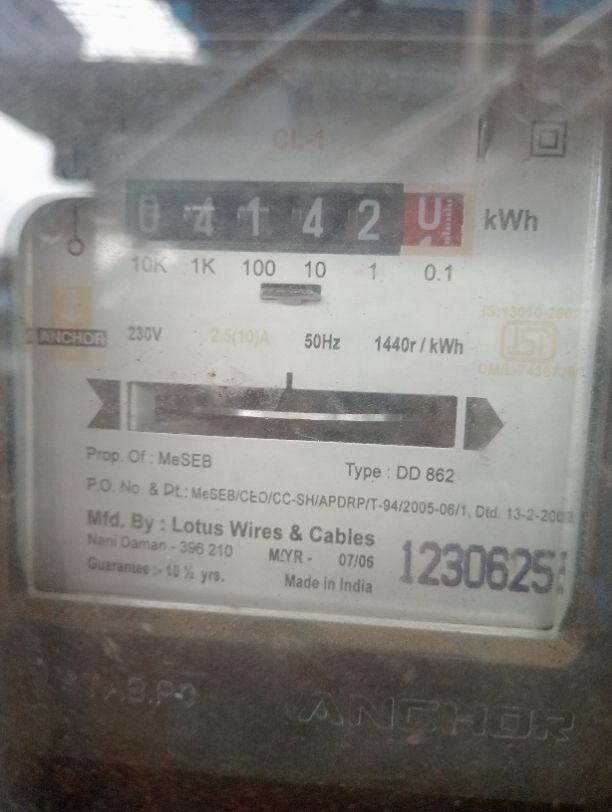 CL-1
0 4 1 4 2 0 kWh
10K 1K 100 10 1 0.1
ANCHOR 230V 2.5(10)A 50Hz 1440r / kWh
ISI
Prop. Of : MeSEB Type : DD 862
P.O. No. & Dt.: MeSEB/CEO/CC-SH/APDRP/T-94/2005-06/1, Dtd. 13-2-
Mfd. By : Lotus Wires & Cables
Nani Daman - 396 210 M/YR - 07/06
Guarantee :- 10 ½ yrs. Made in India
1230625
ANCHOR